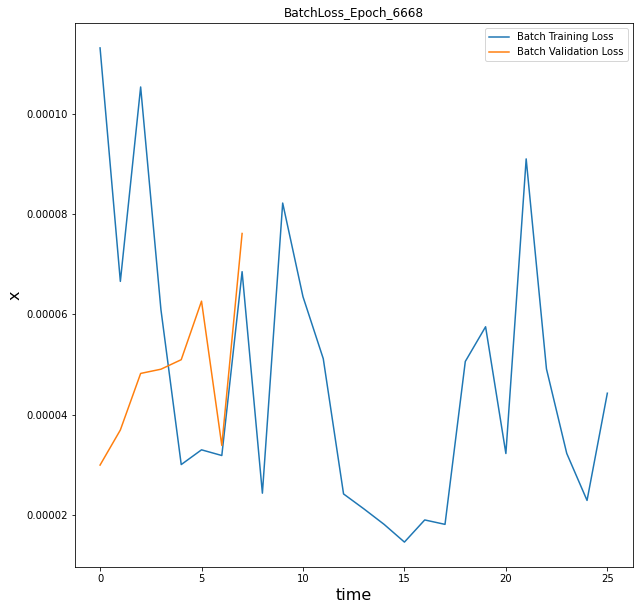 BatchLoss_Epoch_6668
Batch Training Loss
Batch Validation Loss
0.00010
0.00008
0.00006
0.00004
0.00002
x
0 5 10 15 20 25
time